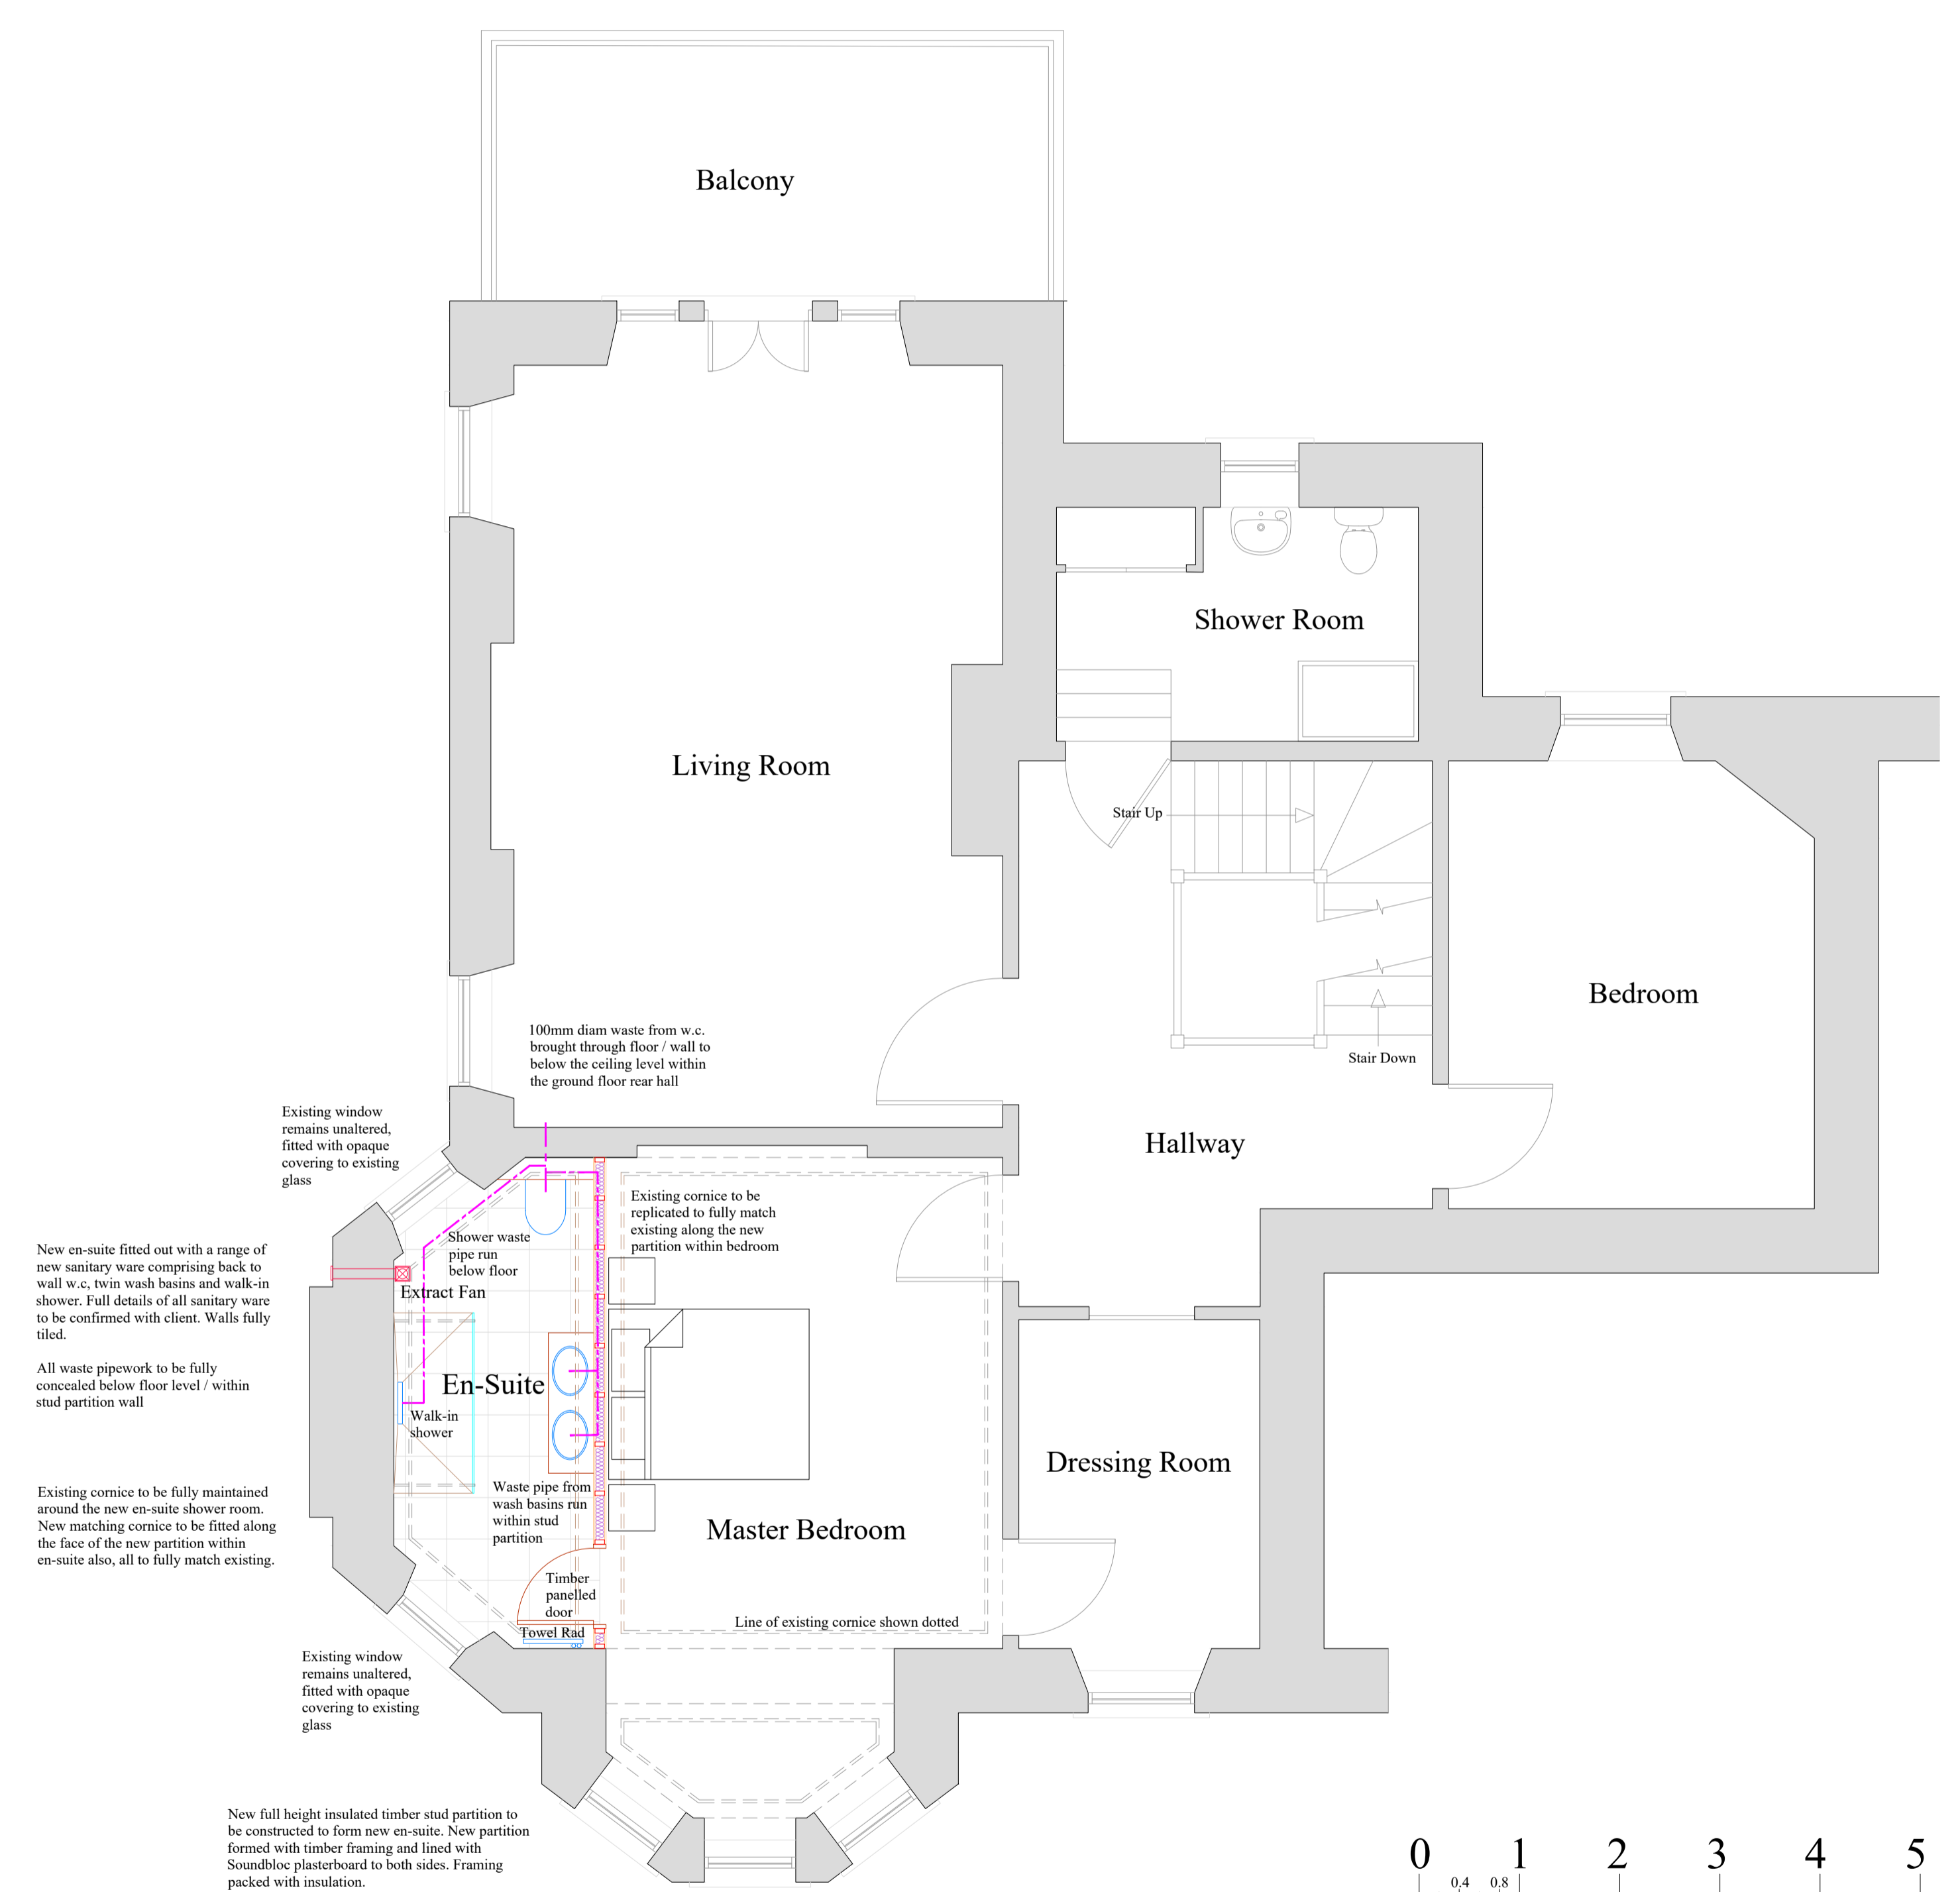 Balcony
Shower Room
Living Room
Stair Up
Bedroom
100mm diam waste from w.c.
brought through floor / wall to
below the ceiling level within
the ground floor rear hall
Stair Down
Existing window
remains unaltered,
fitted with opaque
covering to existing
glass
Hallway
Existing cornice to be
replicated to fully match
existing along the new
partition within bedroom
Shower waste
pipe run
below floor
New en-suite fitted out with a range of
new sanitary ware comprising back to
wall w.c, twin wash basins and walk-in
shower. Full details of all sanitary ware
to be confirmed with client. Walls fully
tiled.
Extract Fan
All waste pipework to be fully
concealed below floor level / within
stud partition wall
En-Suite
Walk-in
shower
Dressing Room
Existing cornice to be fully maintained
around the new en-suite shower room.
New matching cornice to be fitted along
the face of the new partition within
en-suite also, all to fully match existing.
Waste pipe from
wash basins run
within stud
partition
Master Bedroom
Timber
panelled
door
Line of existing cornice shown dotted
Towel Rad
Existing window
remains unaltered,
fitted with opaque
covering to existing
glass
New full height insulated timber stud partition to
be constructed to form new en-suite. New partition
formed with timber framing and lined with
Soundbloc plasterboard to both sides. Framing
packed with insulation.
0 1 2 3 4 5
0.4 0.8